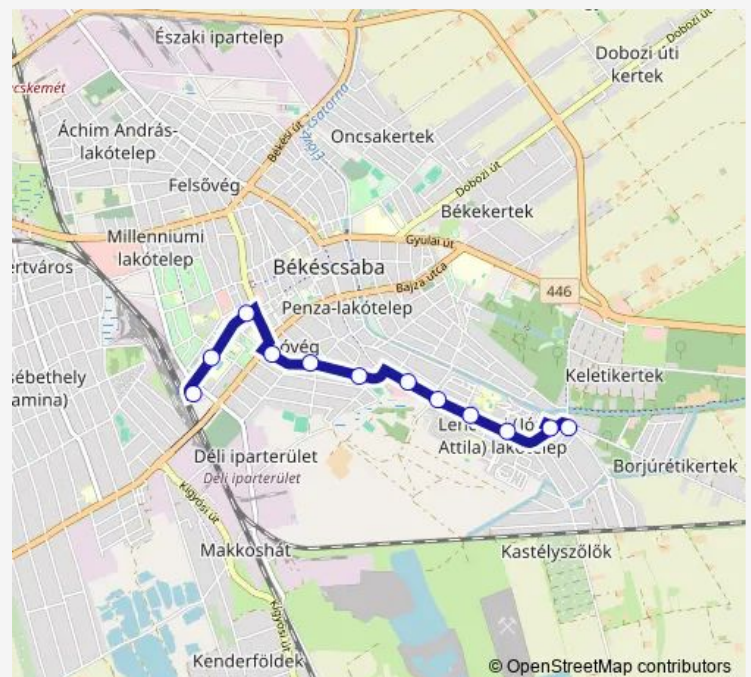 Északi ipartelep
Dobozi út
Dobozi úti
kertek
Élővíz-csatorna
Áchim András-
lakótelep
Békési út
Oncsakertek
Felsővég
Dobozi út
Békekertek
Millenniumi
lakótelep
Gyulai út
Békéscsaba
Bajza utca
446
Penza-lakótelep
Keletikertek
Attila) lakótelep
Borjúrétikertek
Déli iparterület
Déli iparterület
Kígyósi út
Makkoshát
Kastélyszőlők
Kígyósi út
Kenderföldek
© OpenStreetMap contributors